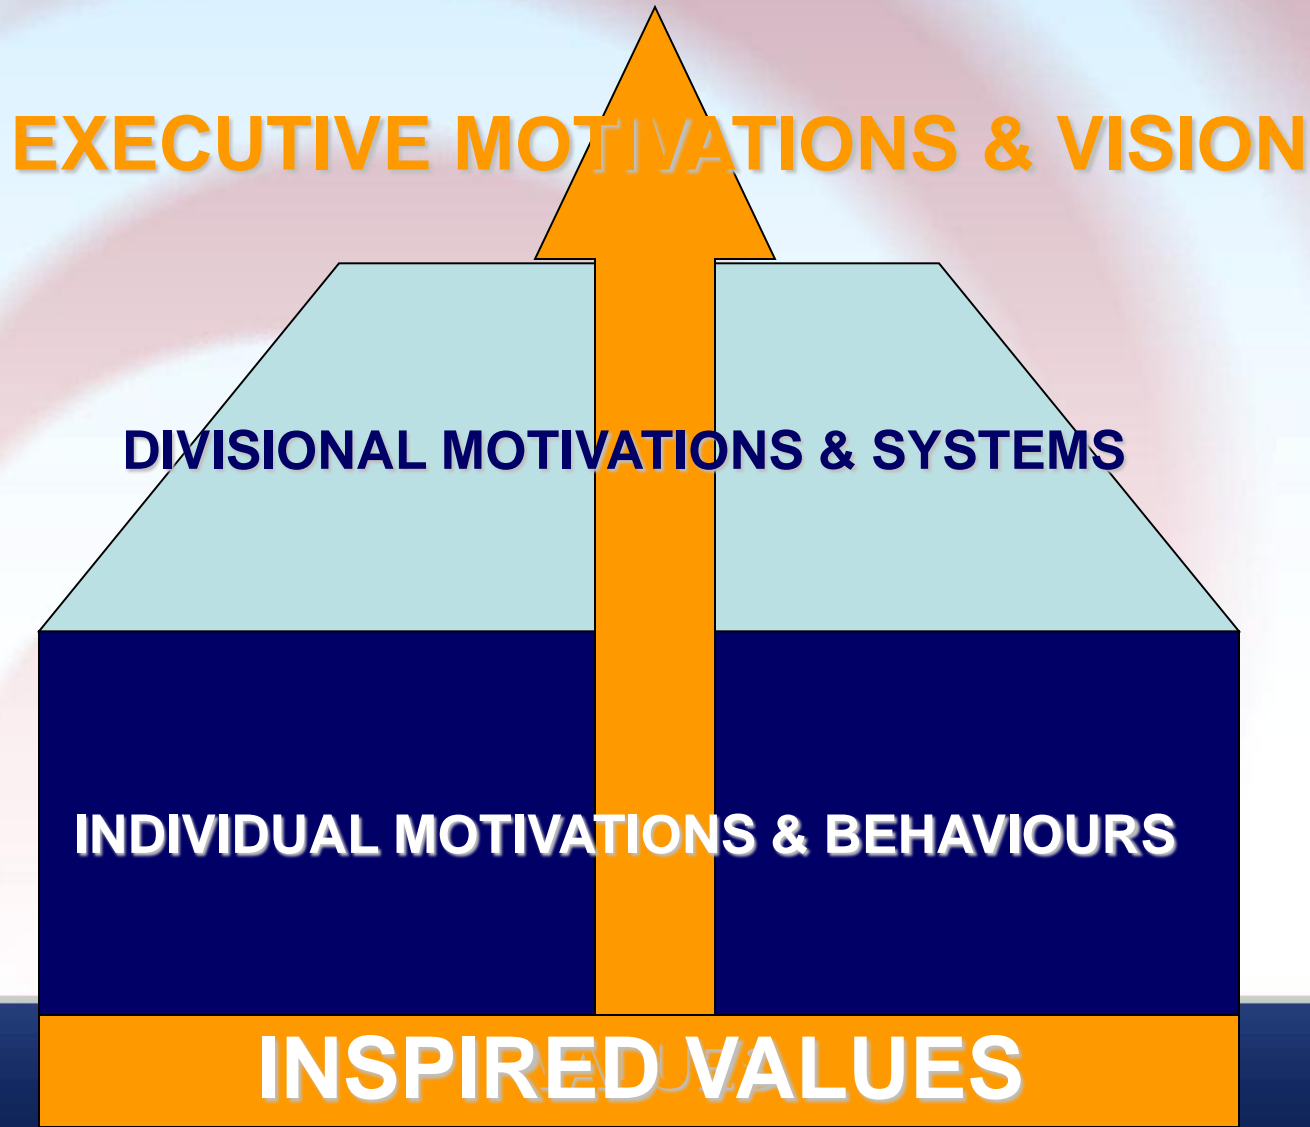 EXECUTIVE MOTIVATIONS & VISION
DIVISIONAL MOTIVATIONS & SYSTEMS
INDIVIDUAL MOTIVATIONS & BEHAVIOURS
INSPIRED VALUES